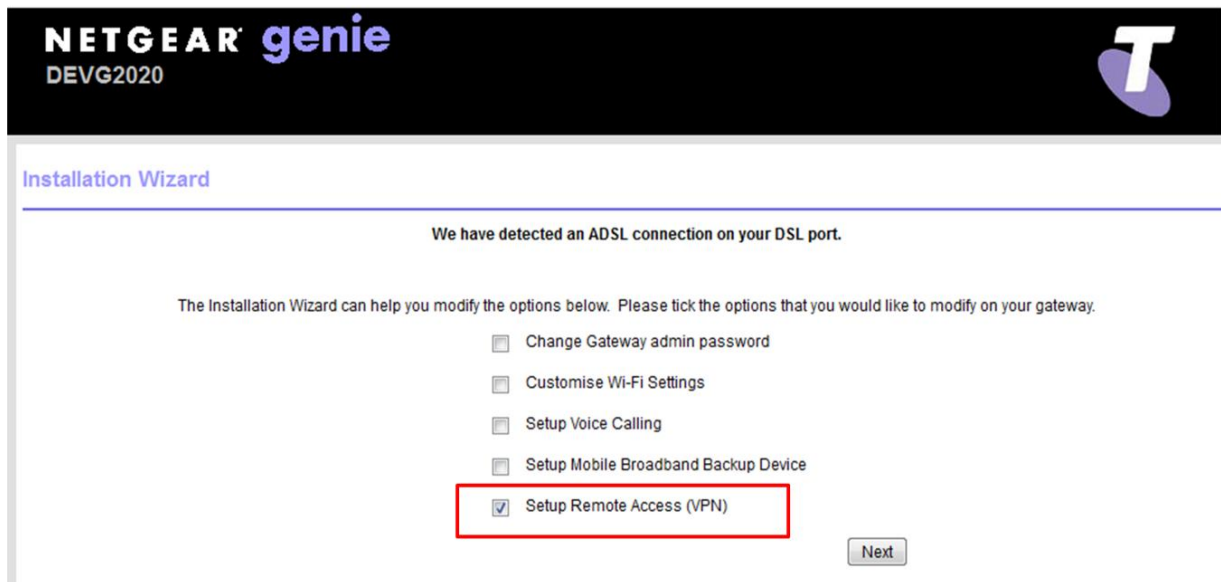 NETGEAR genie
DEVG2020
T
Installation Wizard
We have detected an ADSL connection on your DSL port.
The Installation Wizard can help you modify the options below. Please tick the options that you would like to modify on your gateway.
Change Gateway admin password
Customise Wi-Fi Settings
Setup Voice Calling
Setup Mobile Broadband Backup Device
Setup Remote Access (VPN)
Next